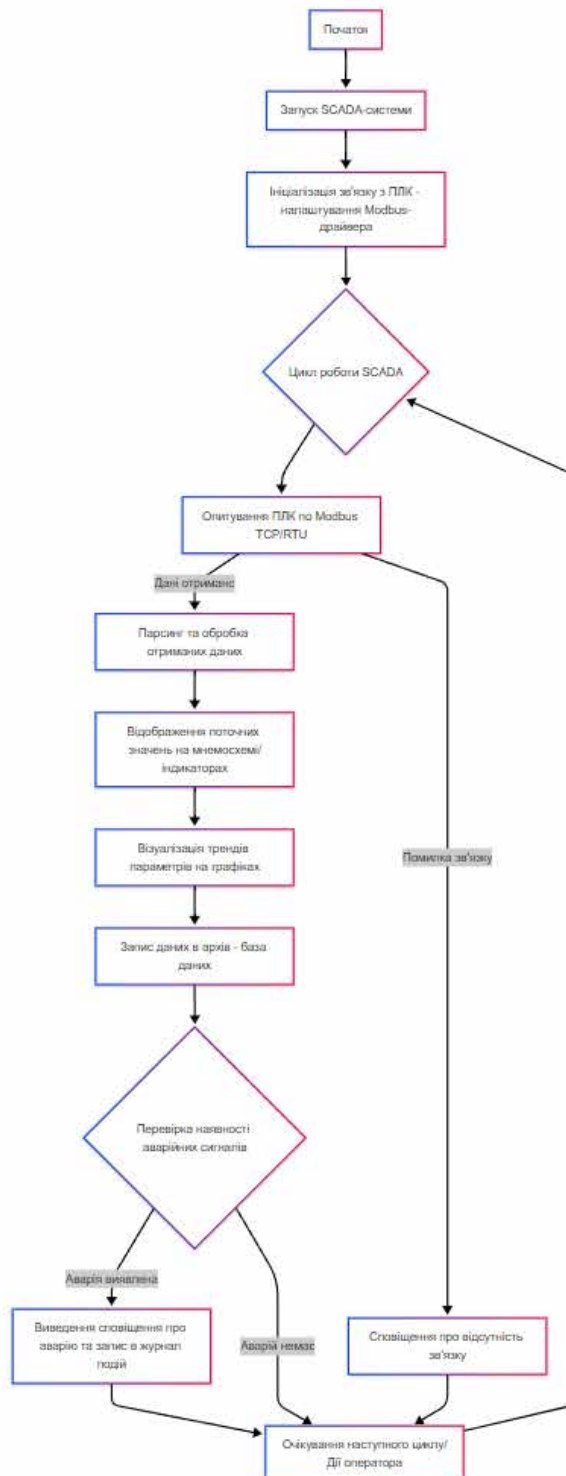 Початок
Запуск SCADA-системи
Ініціалізація зв'язку з ПЛК -
налаштування Modbus-
драйвера
Цикл роботи SCADA
Опитування ПЛК по Modbus
TCP/RTU
Дані отримано
Парсинг та обробка
отриманих даних
Відображення поточних
значень на мнемосхемі/
індикаторах
Візуалізація трендів
параметрів на графіках
Помилка зв'язку
Запис даних в архів - база
даних
Перевірка наявності
аварійних сигналів
Аварія виявлена
Виведення сповіщення про
аварію та запис в журнал
подій
Аварій немає
Сповіщення про відсутність
зв'язку
Очікування наступного циклу/
Дії оператора